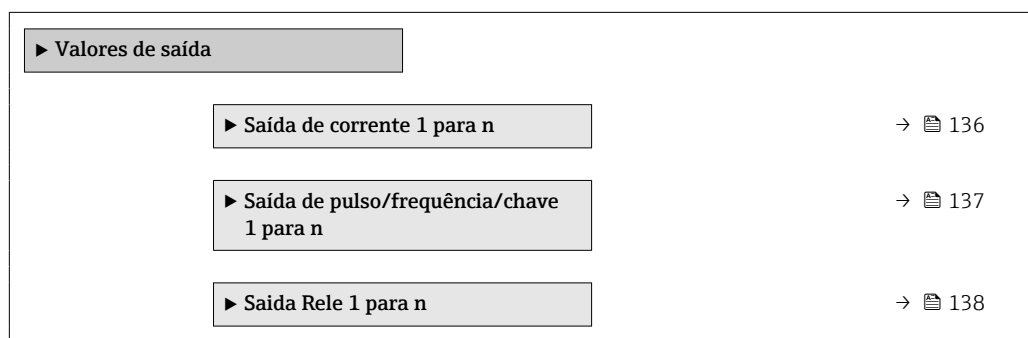 ► Valores de saída
► Saída de corrente 1 para n → 136
► Saída de pulso/frequência/chave → 137
1 para n
► Saida Rele 1 para n → 138